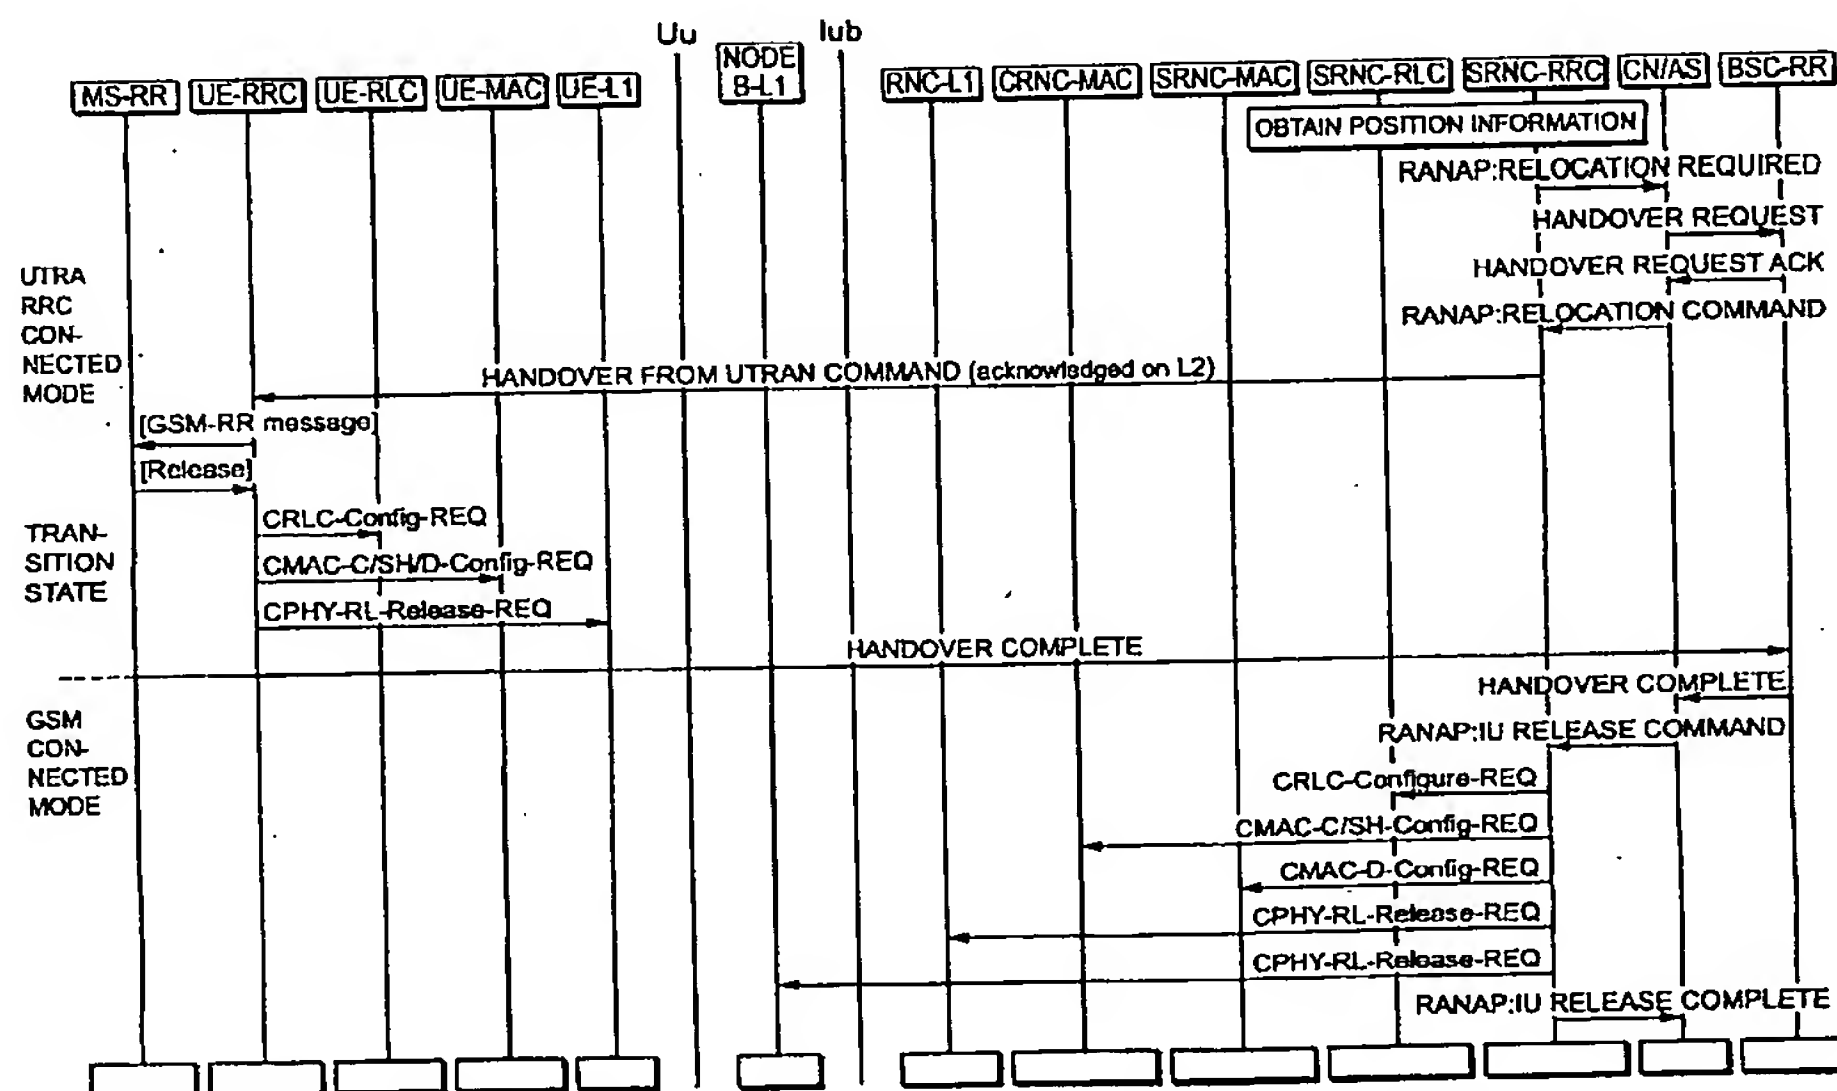 Uu
Iub
NODE
B-L1
MS-RR
UE-RRC
UE-RLC
UE-MAC
UE-L1
RNC-L1
CRNC-MAC
SRNC-MAC
SRNC-RLC
SRNC-RRC
CN/AS
BSC-RR
OBTAIN POSITION INFORMATION
RANAP:RELOCATION REQUIRED
HANDOVER REQUEST
HANDOVER REQUEST ACK
RANAP:RELOCATION COMMAND
UTRA
RRC
CON-
NECTED
MODE
HANDOVER FROM UTRAN COMMAND (acknowledged on L2)
[GSM-RR message]
[Release]
TRAN-
SITION
STATE
CRLC-Config-REQ
CMAC-C/SH/D-Config-REQ
CPHY-RL-Release-REQ
HANDOVER COMPLETE
HANDOVER COMPLETE
GSM
CON-
NECTED
MODE
RANAP:IU RELEASE COMMAND
CRLC-Configure-REQ
CMAC-C/SH-Config-REQ
CMAC-D-Config-REQ
CPHY-RL-Release-REQ
CPHY-RL-Release-REQ
RANAP:IU RELEASE COMPLETE